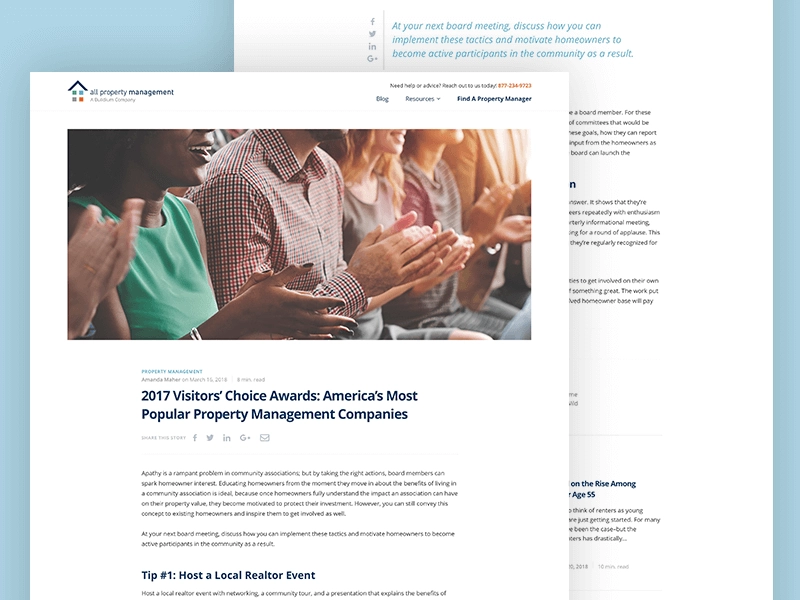 At your next board meeting, discuss how you can
implement these tactics and motivate homeowners to
become active participants in the community as a result.
all property management
A Buildium Company
Need help or advice? Reach out to us today! 877-234-9723
Blog
Resources
Find A Property Manager
PROPERTY MANAGEMENT
Amanda Maher on March 10, 2018 | 8 min. read
2017 Visitors' Choice Awards: America's Most
Popular Property Management Companies
SHARE THIS STORY
Apathy is a rampant problem in community associations; but by taking the right actions, board members can
spark homeowner interest. Educating homeowners from the moment they move in about the benefits of living in
a community association is ideal; because once homeowners fully understand the impact an association can have
on their property value, they become motivated to protect their investment. However, you can still convey this
concept to existing homeowners and inspire them to get involved as well.
At your next board meeting, discuss how you can implement these tactics and motivate homeowners to become
active participants in the community as a result.
Tip #1: Host a Local Realtor Event
Host a local realtor event with networking, a community tour, and a presentation that explains the benefits of
e a board member. For these
of committees that would be
hese goals, how they can report
input from the homeowners as
board can launch the
n
nswer. It shows that they're
eers repeatedly with enthusiasm
rterly informational meeting,
ing for a round of applause. This
they're regularly recognized for
ties to get involved on their own
f something great. The work put
lved homeowner base will pay
me
on the Rise Among
r Age 55
o think of renters as young
are just getting started. For many
ve been the case-but the
nters has drastically...
2018 | 10 min. read